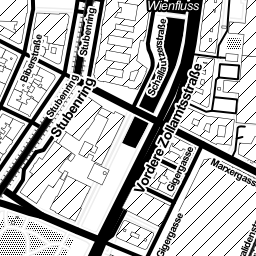 Wienfluss
Stubenring
Biberstraße
Schallautzerstraße
Stubenring
Stubenring
Vordere Zollamtsstraße
Gigergasse
Marxergasse
Gigergasse